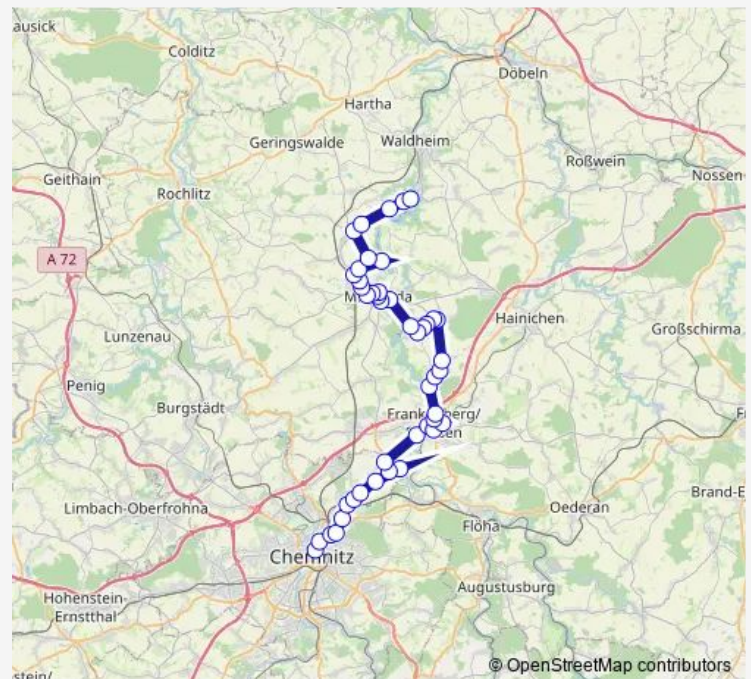 ausick
Colditz
Döbeln
Hartha
Geringswalde
Waldheim
Roßwein
Geithain
Nossen
Rochlitz
A 72
Hainichen
Großschirma
Lunzenau
Penig
Burgstädt
Limbach-Oberfrohna
Oederan
Brand-E
Flöha
Chemnitz
Hohenstein-
Ernstthal
Augustusburg
stein/
© OpenStreetMap contributors